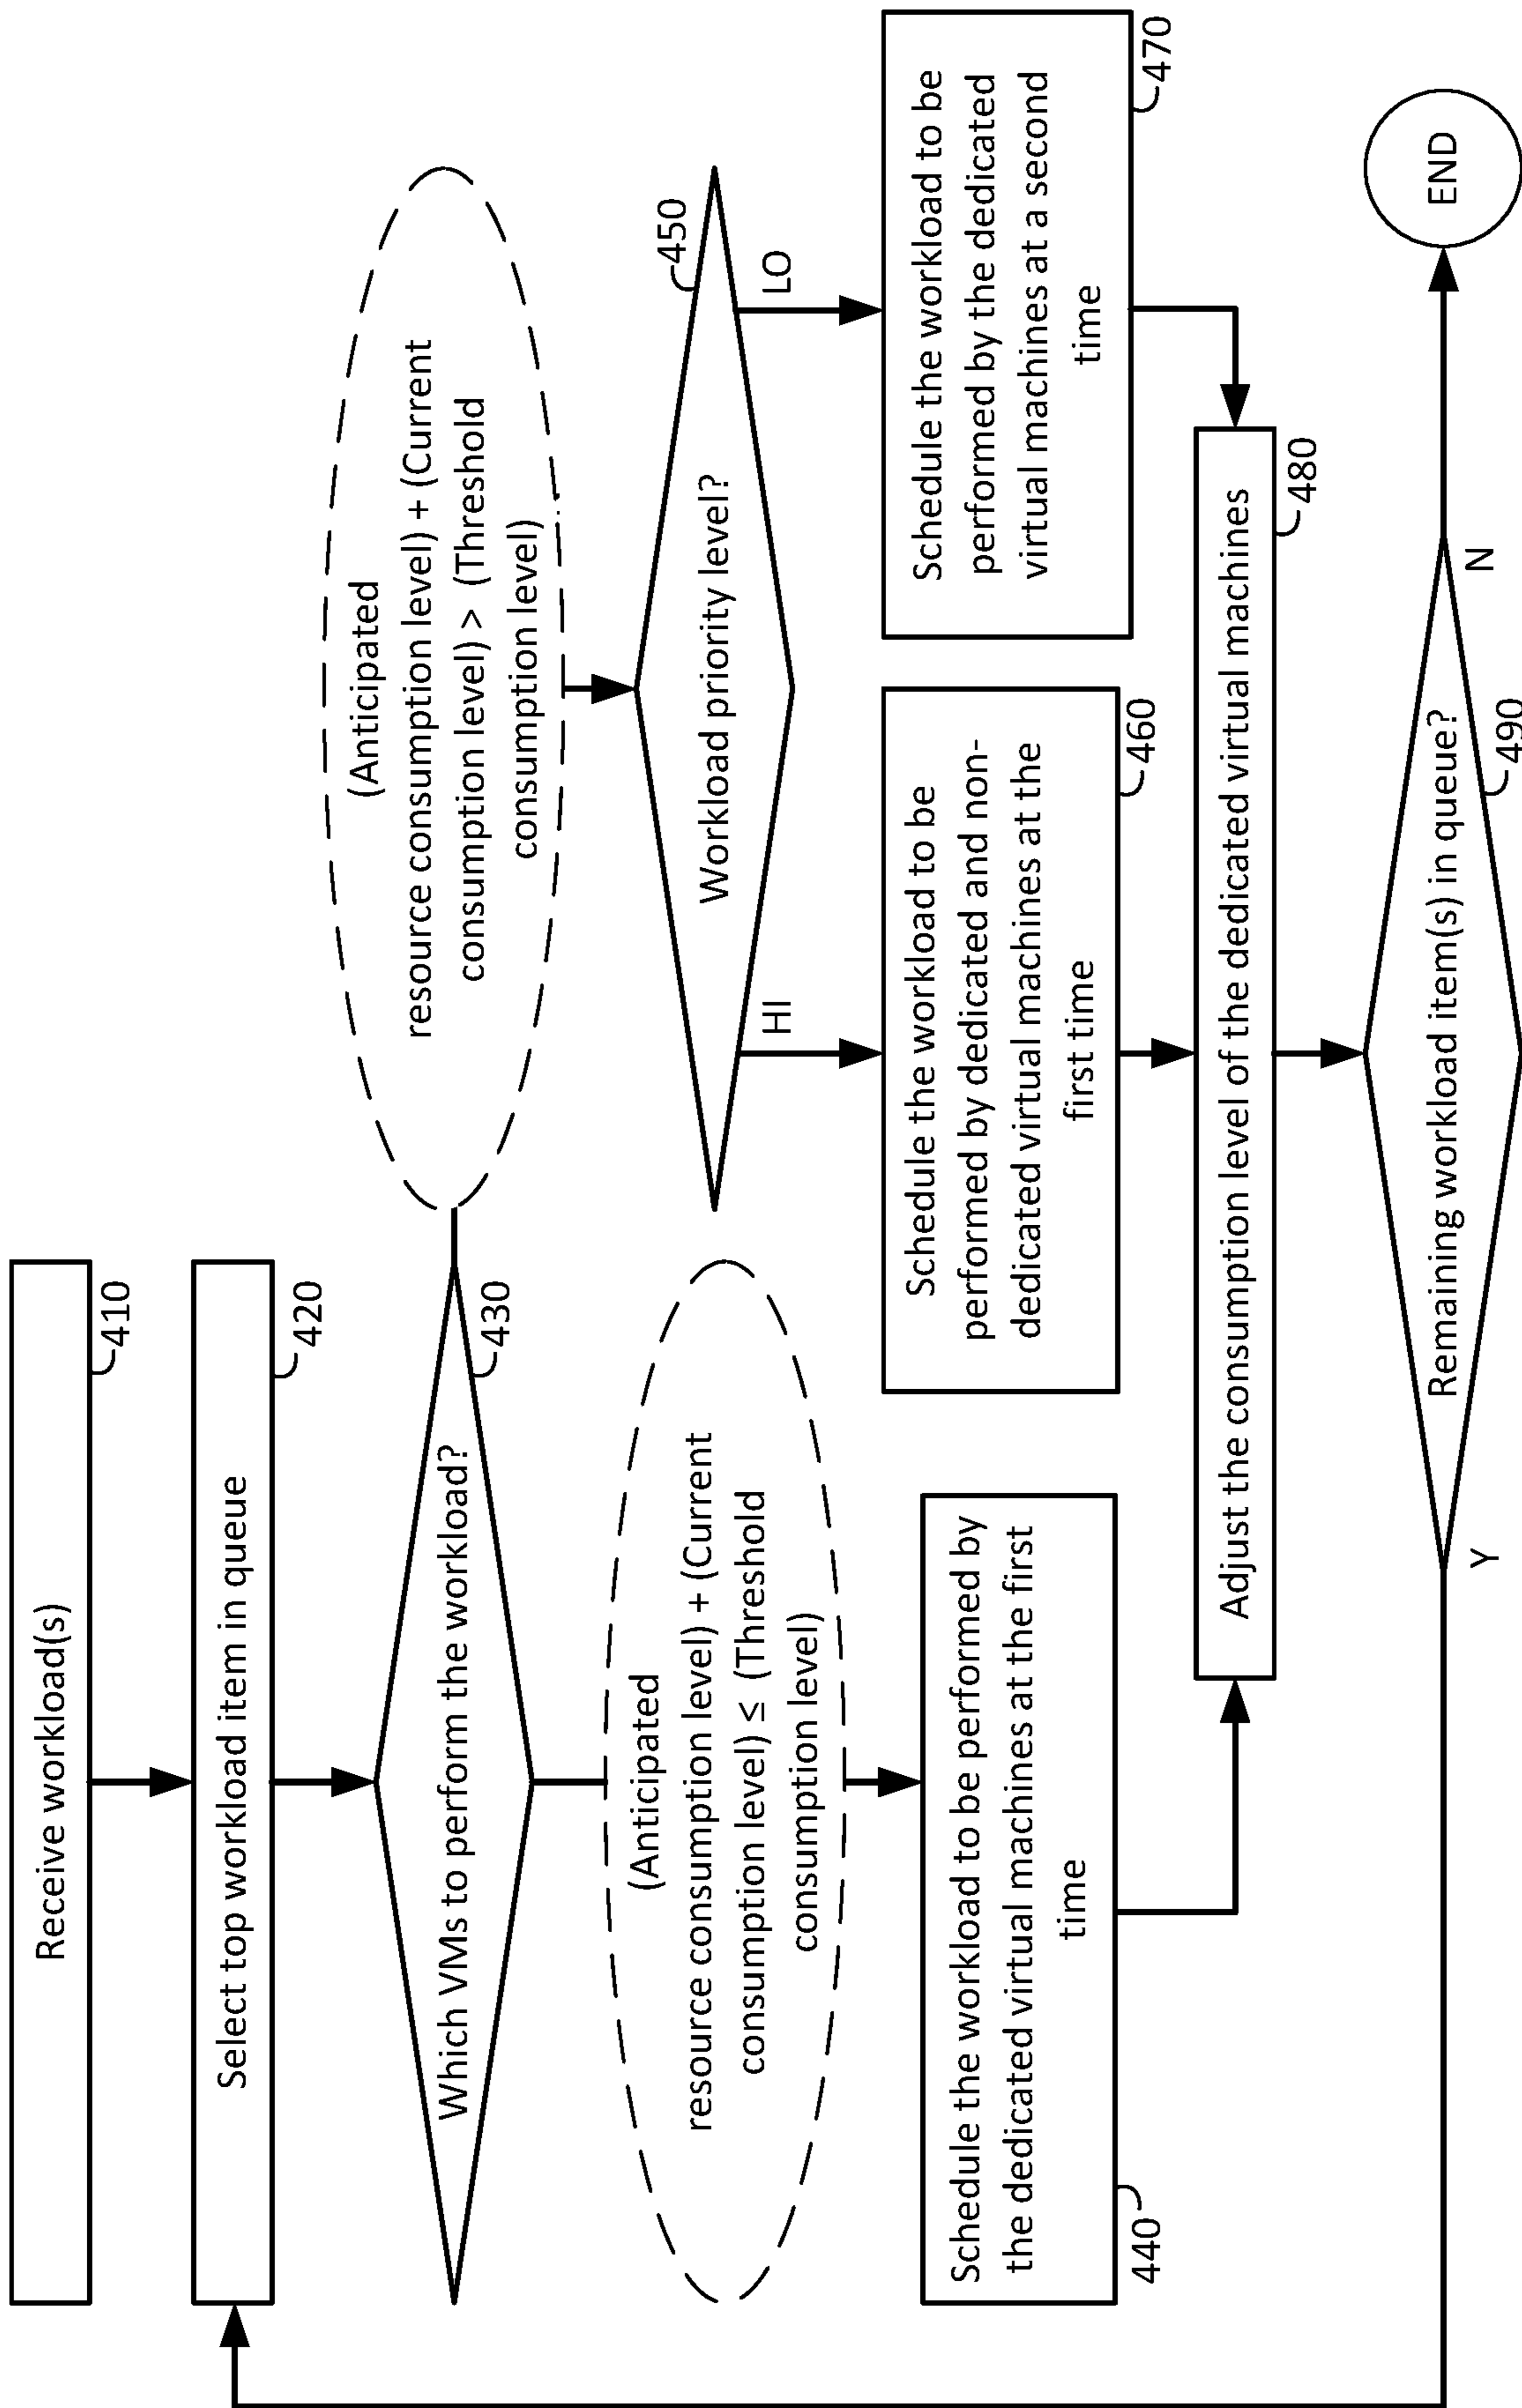 Receive workload(s)
410
Select top workload item in queue
420
Which VMs to perform the workload?
430
(Anticipated
resource consumption level) + (Current
consumption level) > (Threshold
consumption level)
(Anticipated
resource consumption level) + (Current
consumption level) ≤ (Threshold
consumption level)
Workload priority level?
450
HI
LO
Schedule the workload to be performed by
the dedicated virtual machines at the first
time
440
Schedule the workload to be
performed by dedicated and non-
dedicated virtual machines at the
first time
460
Schedule the workload to be
performed by the dedicated
virtual machines at a second
time
470
Adjust the consumption level of the dedicated virtual machines
480
Remaining workload item(s) in queue?
490
Y
N
END